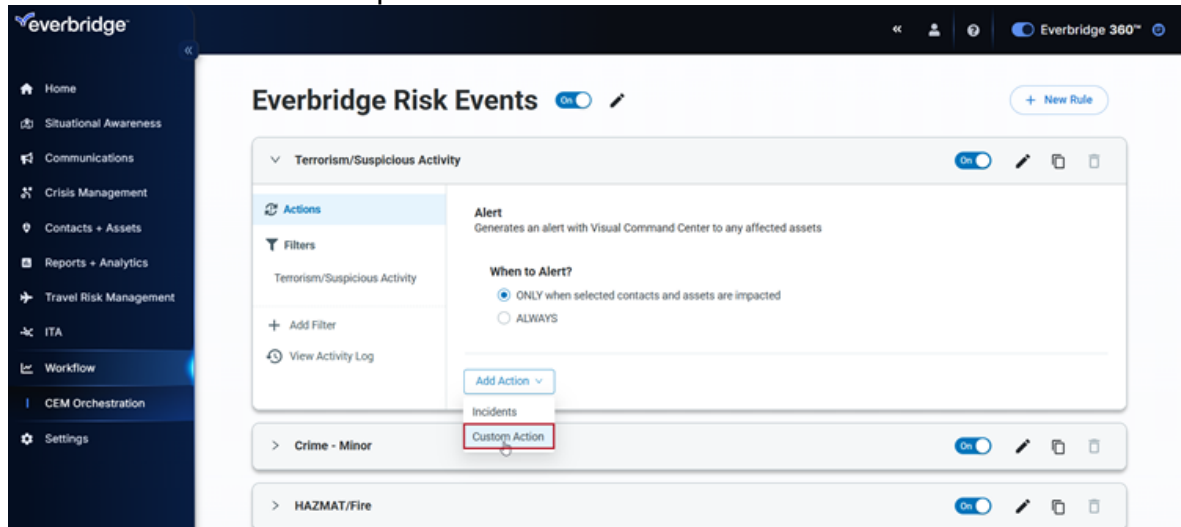 everbridge
Everbridge 360™
Home
Situational Awareness
Communications
Crisis Management
Contacts + Assets
Reports + Analytics
Travel Risk Management
ITA
Workflow
CEM Orchestration
Settings
Everbridge Risk Events On
+ New Rule
Terrorism/Suspicious Activity On
Actions
Filters
Terrorism/Suspicious Activity
+ Add Filter
View Activity Log
Alert
Generates an alert with Visual Command Center to any affected assets
When to Alert?
ONLY when selected contacts and assets are impacted
ALWAYS
Add Action
Incidents
Custom Action
Crime - Minor On
HAZMAT/Fire On